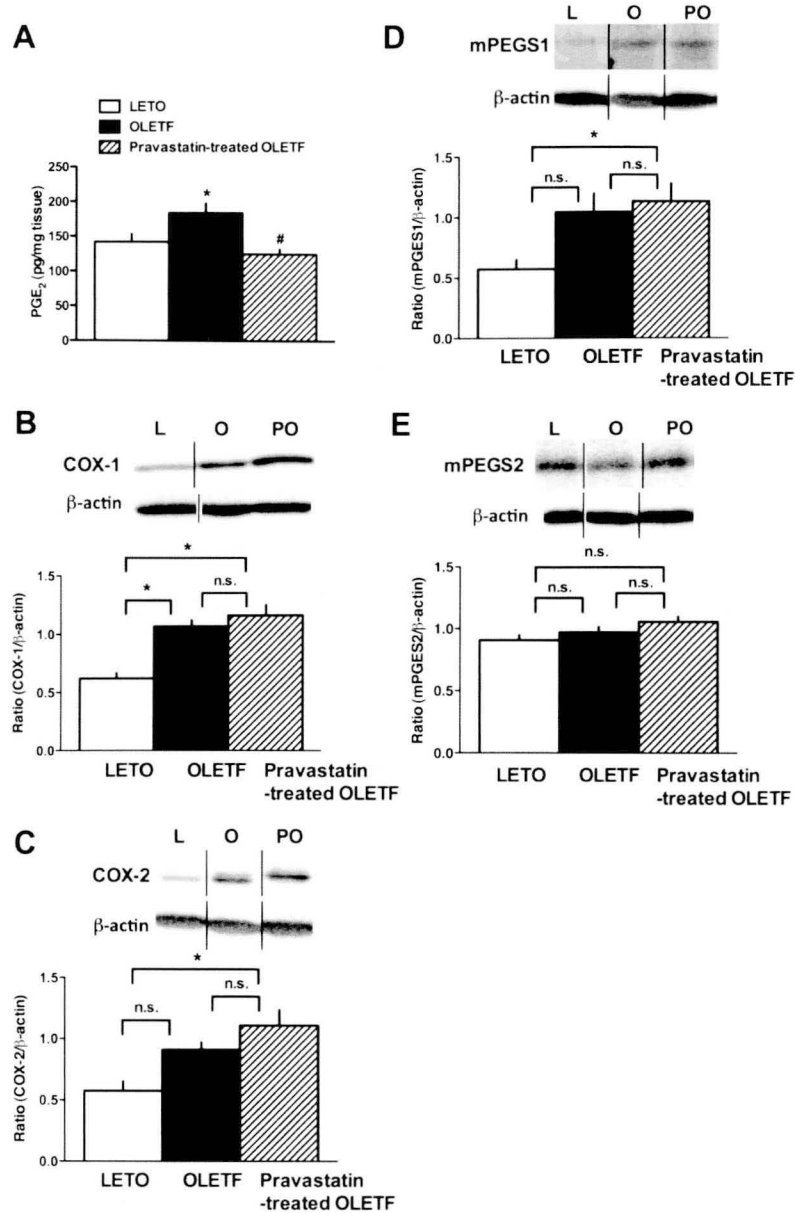 A
LETO
OLETF
Pravastatin-treated OLETF
PGE2 (pg/mg tissue)
250
200
150
100
50
0
*
#
B
L O PO
COX-1
β-actin
*
* n.s.
Ratio (COX-1/β-actin)
1.5
1.0
0.5
0.0
LETO OLETF Pravastatin
-treated OLETF
C
L O PO
COX-2
β-actin
*
n.s. n.s.
Ratio (COX-2/β-actin)
1.5
1.0
0.5
0.0
LETO OLETF Pravastatin
-treated OLETF
D
L O PO
mPEGS1
β-actin
*
n.s. n.s.
Ratio (mPGES1/β-actin)
1.5
1.0
0.5
0.0
LETO OLETF Pravastatin
-treated OLETF
E
L O PO
mPEGS2
β-actin
n.s.
n.s. n.s.
Ratio (mPGES2/β-actin)
1.5
1.0
0.5
0.0
LETO OLETF Pravastatin
-treated OLETF